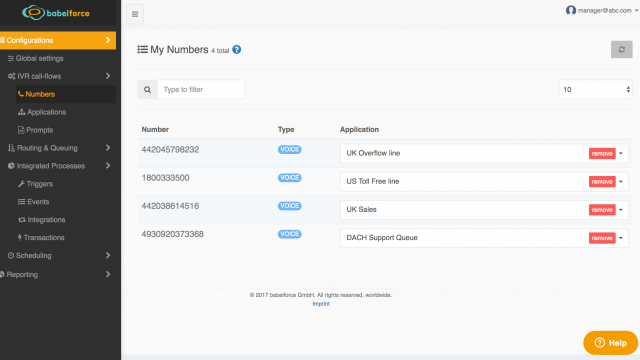 babelforce
manager@abc.com
Configurations
Global settings
IVR call-flows
Numbers
Applications
Prompts
Routing & Queuing
Integrated Processes
Triggers
Events
Integrations
Transactions
Scheduling
Reporting
My Numbers 4 total ?
Type to filter
10
Number Type Application
442045798232 VOICE UK Overflow line remove
1800333500 VOICE US Toll Free line remove
442038614516 VOICE UK Sales remove
4930920373368 VOICE DACH Support Queue remove
© 2017 babelforce GmbH. All rights reserved, worldwide.
Imprint
? Help